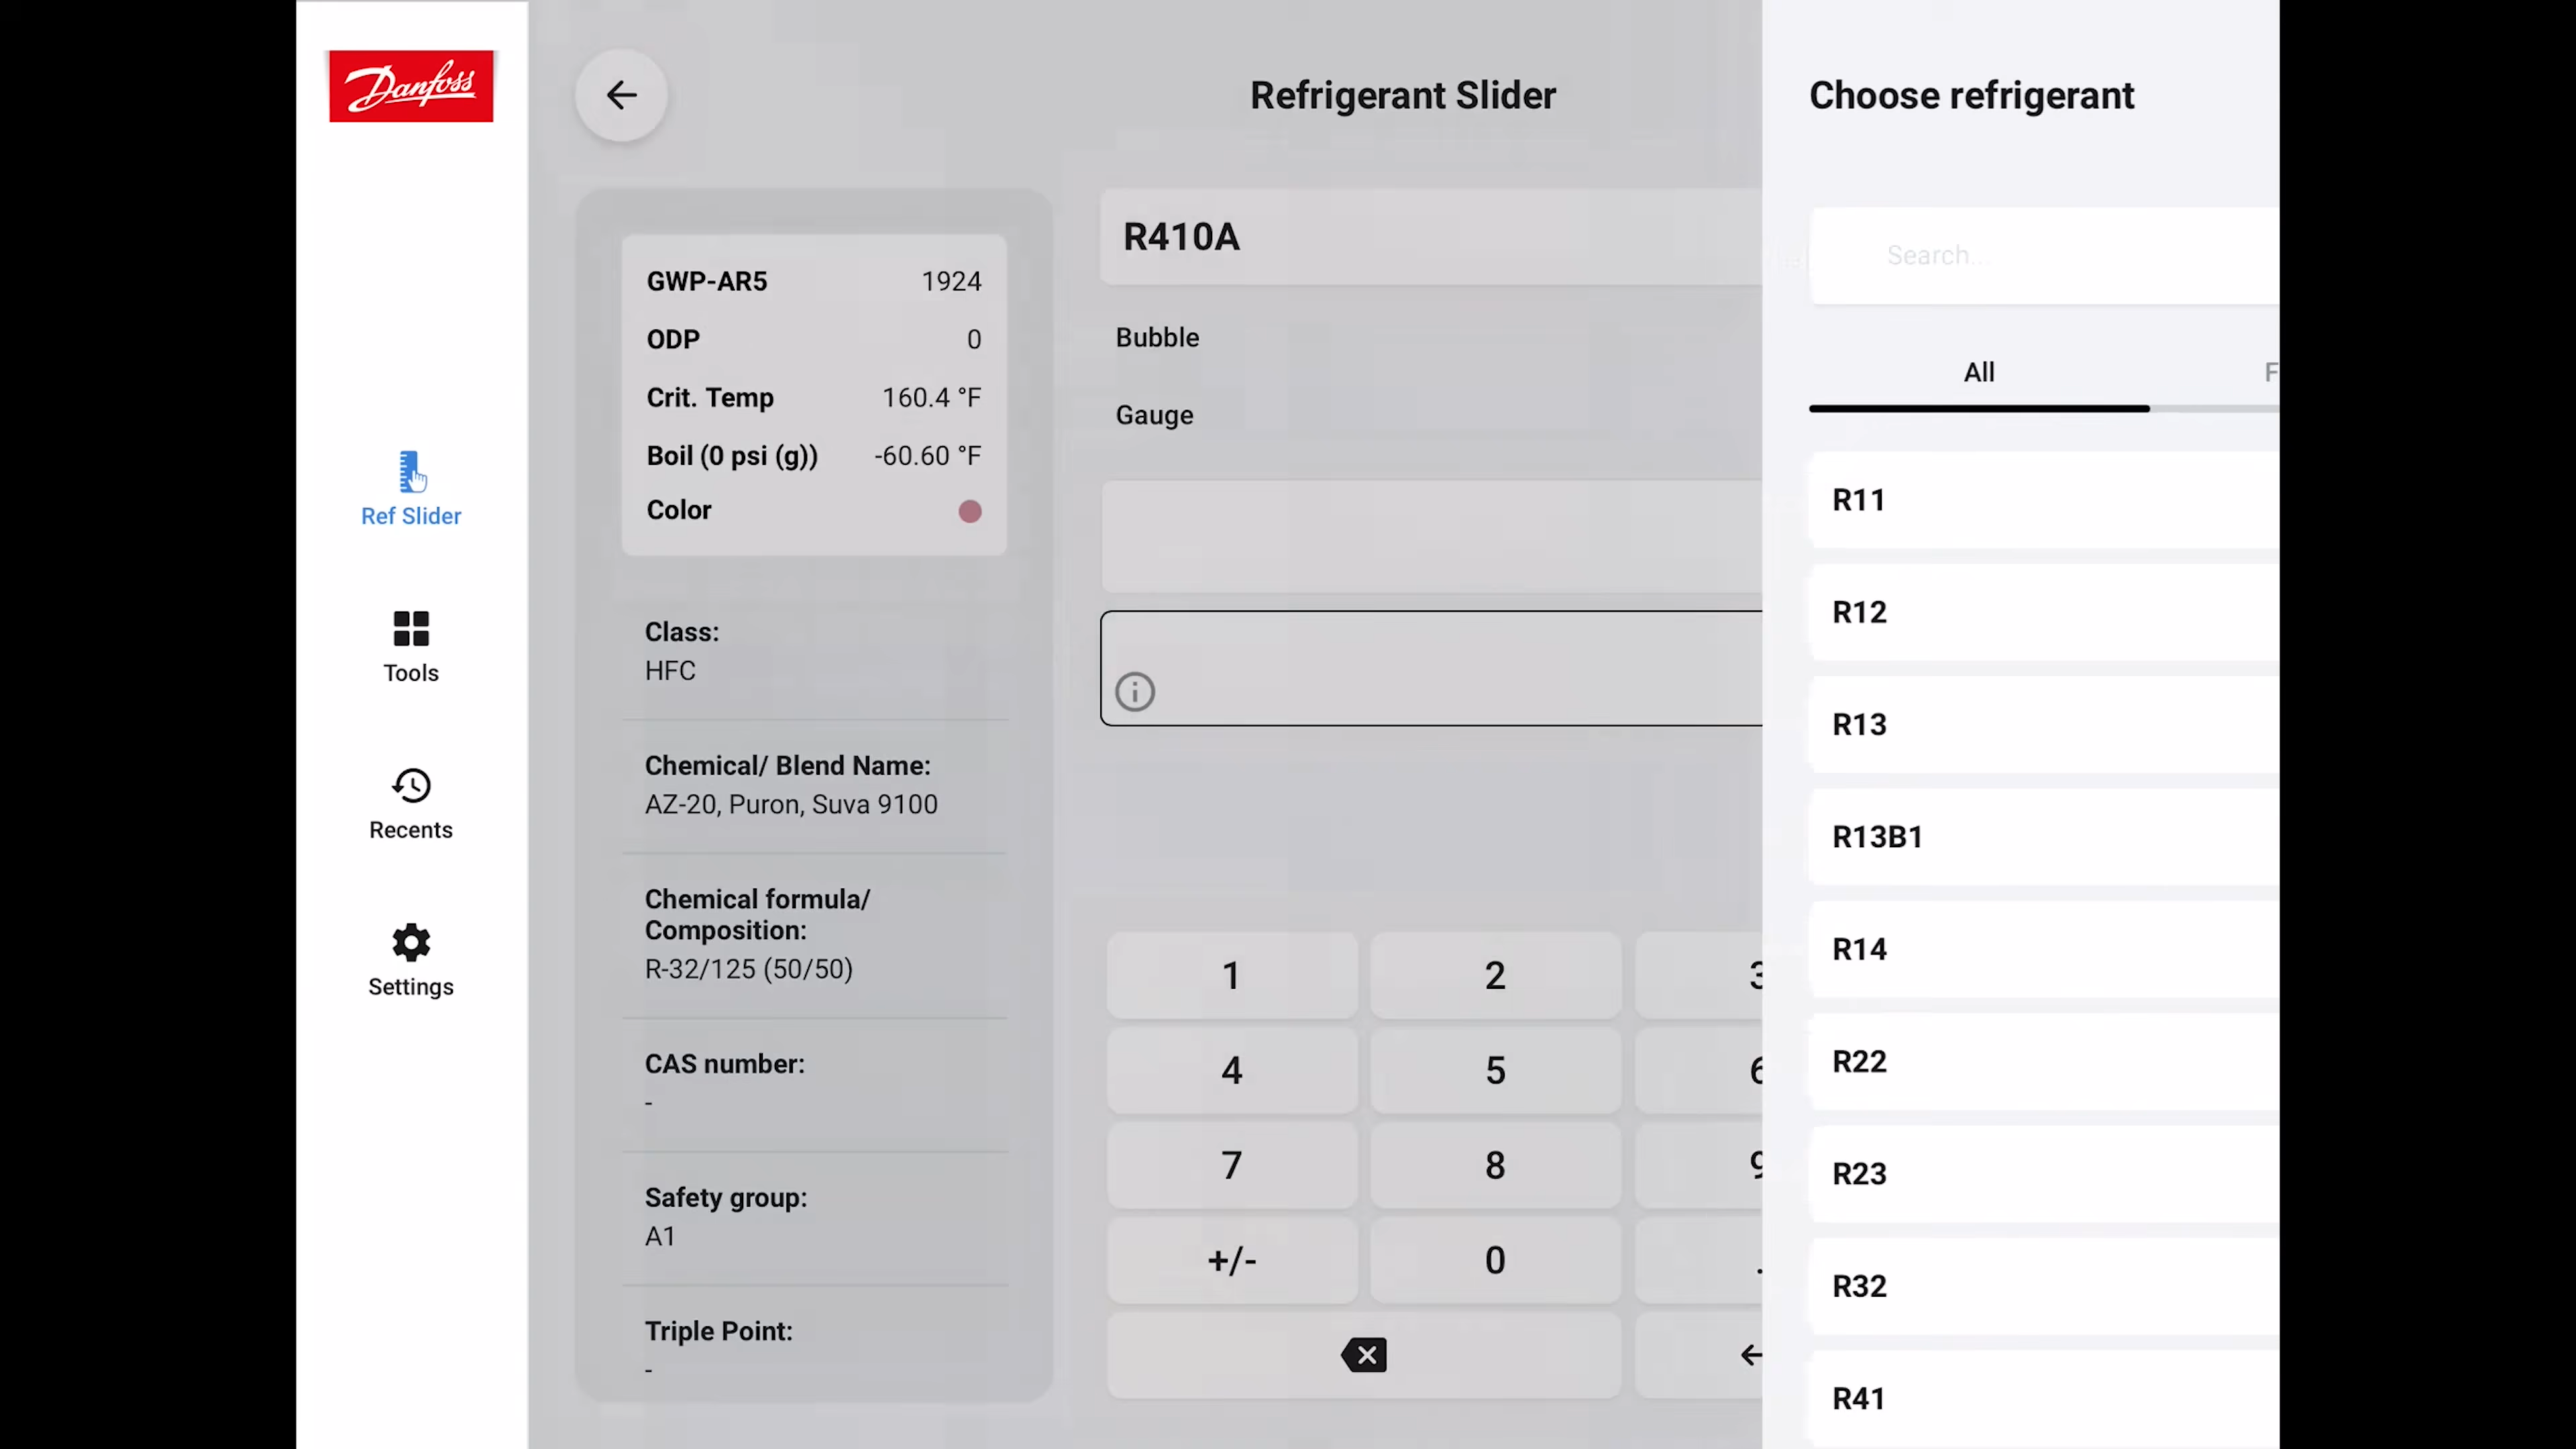 Danfoss
Ref Slider
Tools
Recents
Settings
Refrigerant Slider
GWP-AR5 1924
ODP 0
Crit. Temp 160.4 °F
Boil (0 psi (g)) -60.60 °F
Color
Class:
HFC
Chemical/ Blend Name:
AZ-20, Puron, Suva 9100
Chemical formula/
Composition:
R-32/125 (50/50)
CAS number:
-
Safety group:
A1
Triple Point:
-
R410A
Bubble
Gauge
1 2 3
4 5 6
7 8 9
+/- 0 .
Choose refrigerant
Search...
All F
R11
R12
R13
R13B1
R14
R22
R23
R32
R41